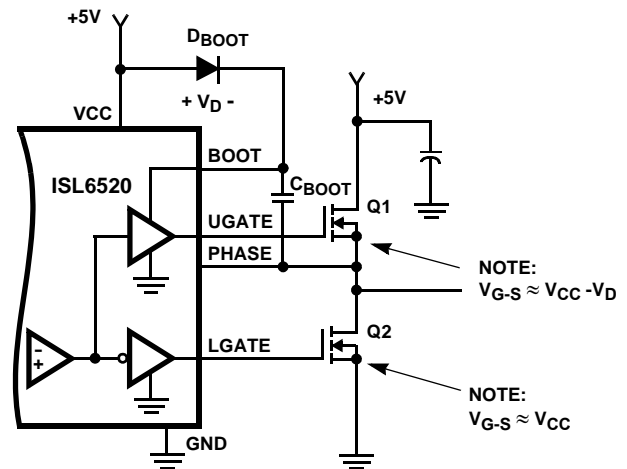 +5V
DBOOT
+ VD -
+5V
VCC
BOOT
ISL6520
CBOOT
UGATE
Q1
PHASE
NOTE:
VG-S ≈ VCC -VD
- +
LGATE
Q2
NOTE:
VG-S ≈ VCC
GND